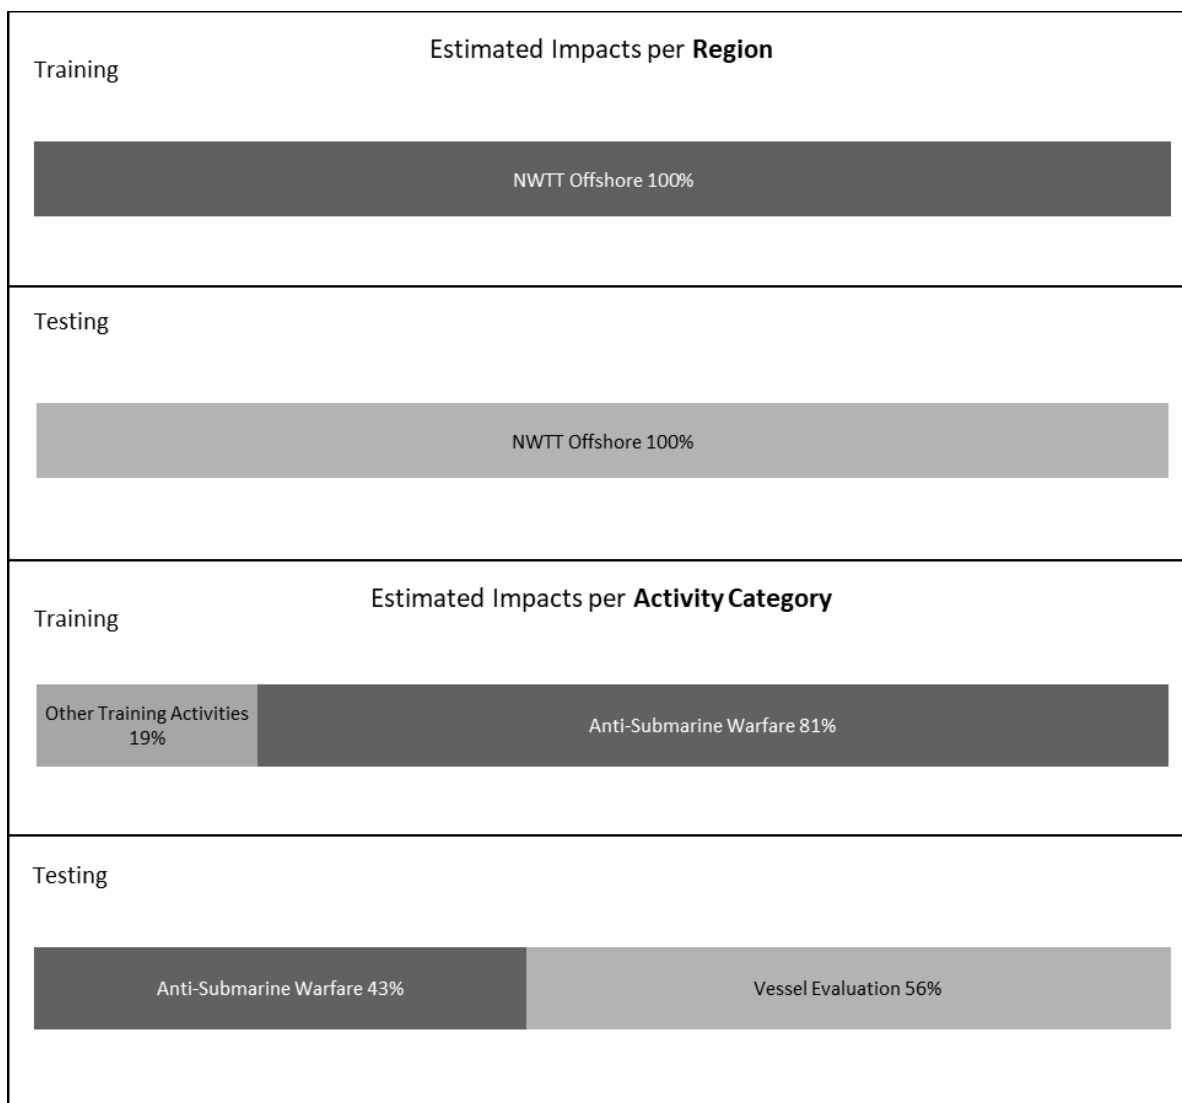 Estimated Impacts per Region
Training
NWTT Offshore 100%
Testing
NWTT Offshore 100%
Estimated Impacts per Activity Category
Training
Other Training Activities
19%
Anti-Submarine Warfare 81%
Testing
Anti-Submarine Warfare 43%
Vessel Evaluation 56%